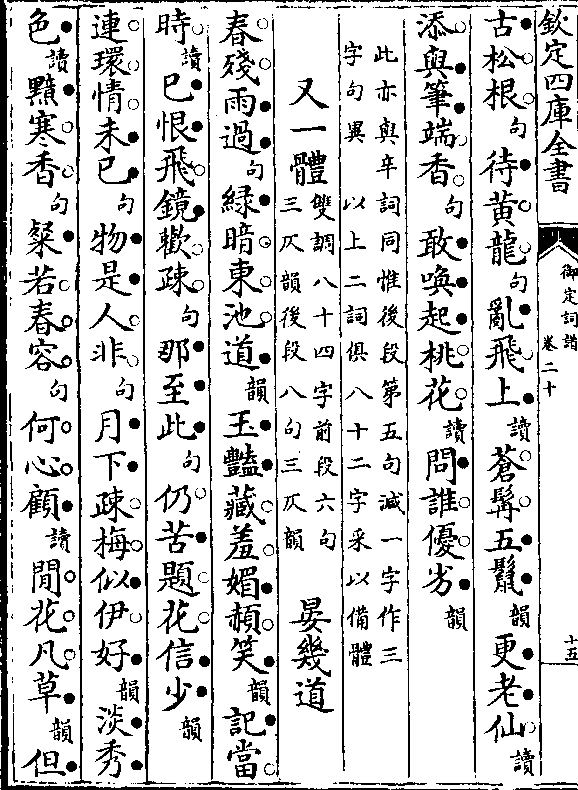 欽定四庫全書
御定詞譜
卷二十
十五
古松根句待黄龍句亂飛上讀蒼髯五鬛韻更老仙讀
添與筆端香句敢喚起桃花讀問誰優劣韻
此亦與辛詞同惟後段第五句減一字作三
字句異　以上二詞俱八十二字采以備體
又一體
雙調八十四字前段六句
三仄韻後段八句三仄韻
晏幾道
春殘雨過句緑暗東池道韻玉豔藏羞媚頳笑韻記當
時讀已恨飛鏡歡疎句那至此句仍苦題花信少韻
連環情未已句物是人非句月下疎梅似伊好韻淡秀
色讀黯寒香句粲若春容句何心顧讀閒花凡草韻但